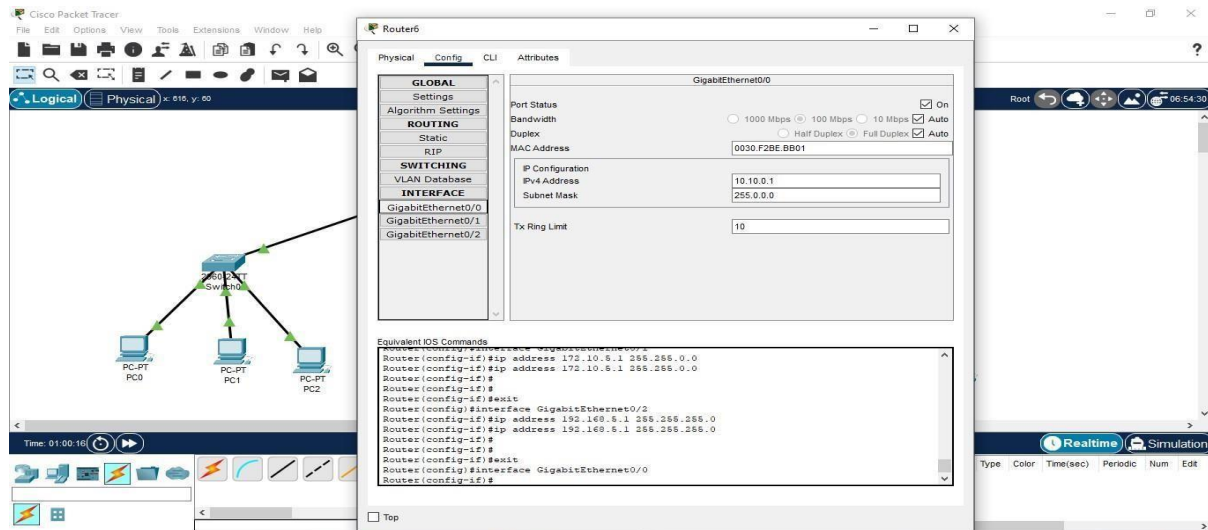 Cisco Packet Tracer
File Edit Options View Tools Extensions Window Help
?
Logical Physical x: 616, y: 60
Root 06:54:30
2960-24TT
Switch0
PC-PT
PC0
PC-PT
PC1
PC-PT
PC2
Time: 01:00:16
Realtime Simulation
Type Color Time(sec) Periodic Num Edit
Router6
Physical Config CLI Attributes
GLOBAL
Settings
Algorithm Settings
ROUTING
Static
RIP
SWITCHING
VLAN Database
INTERFACE
GigabitEthernet0/0
GigabitEthernet0/1
GigabitEthernet0/2
GigabitEthernet0/0
Port Status On
Bandwidth 1000 Mbps 100 Mbps 10 Mbps Auto
Duplex Half Duplex Full Duplex Auto
MAC Address 0030.F2BE.BB01
IP Configuration
IPv4 Address 10.10.0.1
Subnet Mask 255.0.0.0
Tx Ring Limit 10
Equivalent IOS Commands
Router(config)#interface GigabitEthernet0/1
Router(config-if)#ip address 172.10.5.1 255.255.0.0
Router(config-if)#ip address 172.10.5.1 255.255.0.0
Router(config-if)#
Router(config-if)#
Router(config-if)#exit
Router(config)#interface GigabitEthernet0/2
Router(config-if)#ip address 192.168.5.1 255.255.255.0
Router(config-if)#ip address 192.168.5.1 255.255.255.0
Router(config-if)#
Router(config-if)#
Router(config-if)#exit
Router(config)#interface GigabitEthernet0/0
Router(config-if)#
Top